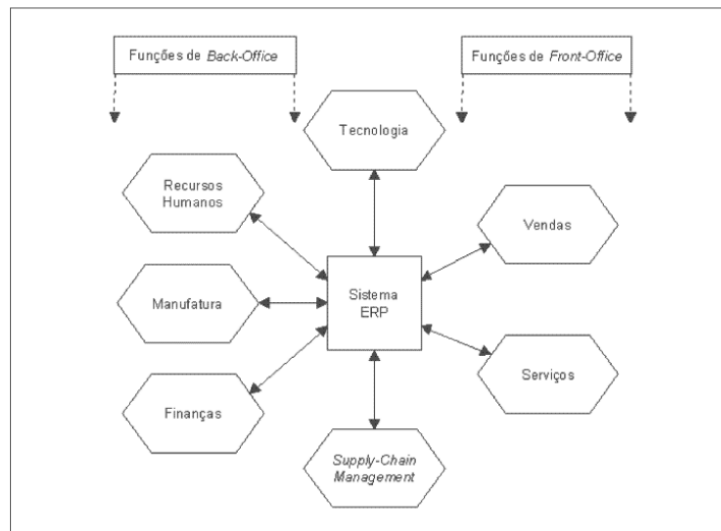 Funções de Back-Office
Funções de Front-Office
Tecnologia
Recursos
Humanos
Vendas
Manufatura
Sistema
ERP
Finanças
Serviços
Supply-Chain
Management